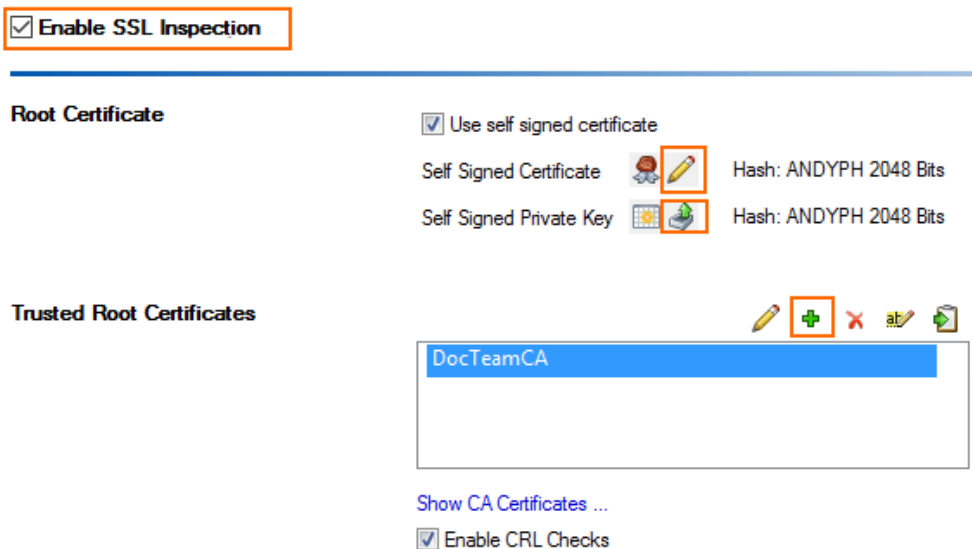 Enable SSL Inspection
Root Certificate
Use self signed certificate
Self Signed Certificate Hash: ANDYPH 2048 Bits
Self Signed Private Key Hash: ANDYPH 2048 Bits
Trusted Root Certificates
ab
DocTeamCA
Show CA Certificates ...
Enable CRL Checks